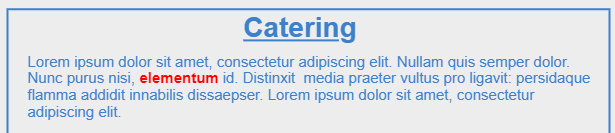 Catering
Lorem ipsum dolor sit amet, consectetur adipiscing elit. Nullam quis semper dolor.
Nunc purus nisi, elementum id. Distinxit  media praeter vultus pro ligavit: persidaque
flamma addidit innabilis dissaepser. Lorem ipsum dolor sit amet, consectetur
adipiscing elit.